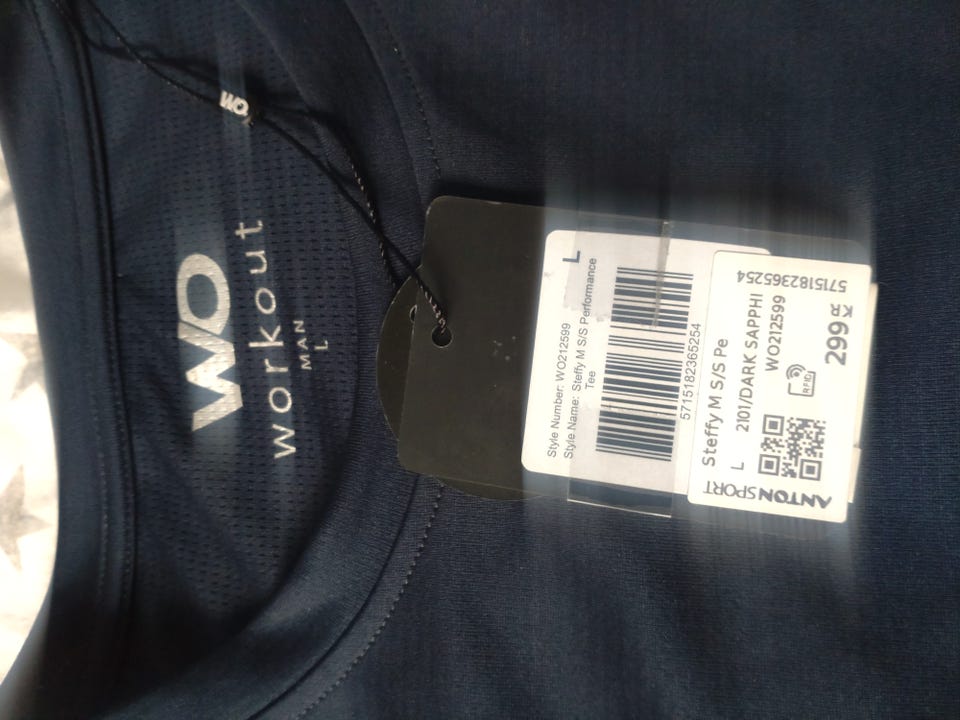 WO
WO
Workout
MAN
L
L
Style Number: WO212599
Style Name: Steffy M S/S Performance
Tee
5715182365254
Steffy M S/S Pe
L 2101/DARK SAPPHI
WO212599
RFID
299 KR
5715182365254
ANTON SPORT